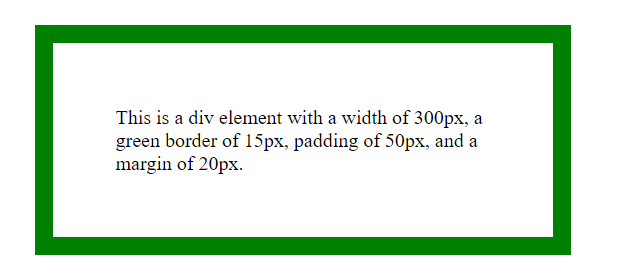 This is a div element with a width of 300px, a
green border of 15px, padding of 50px, and a
margin of 20px.